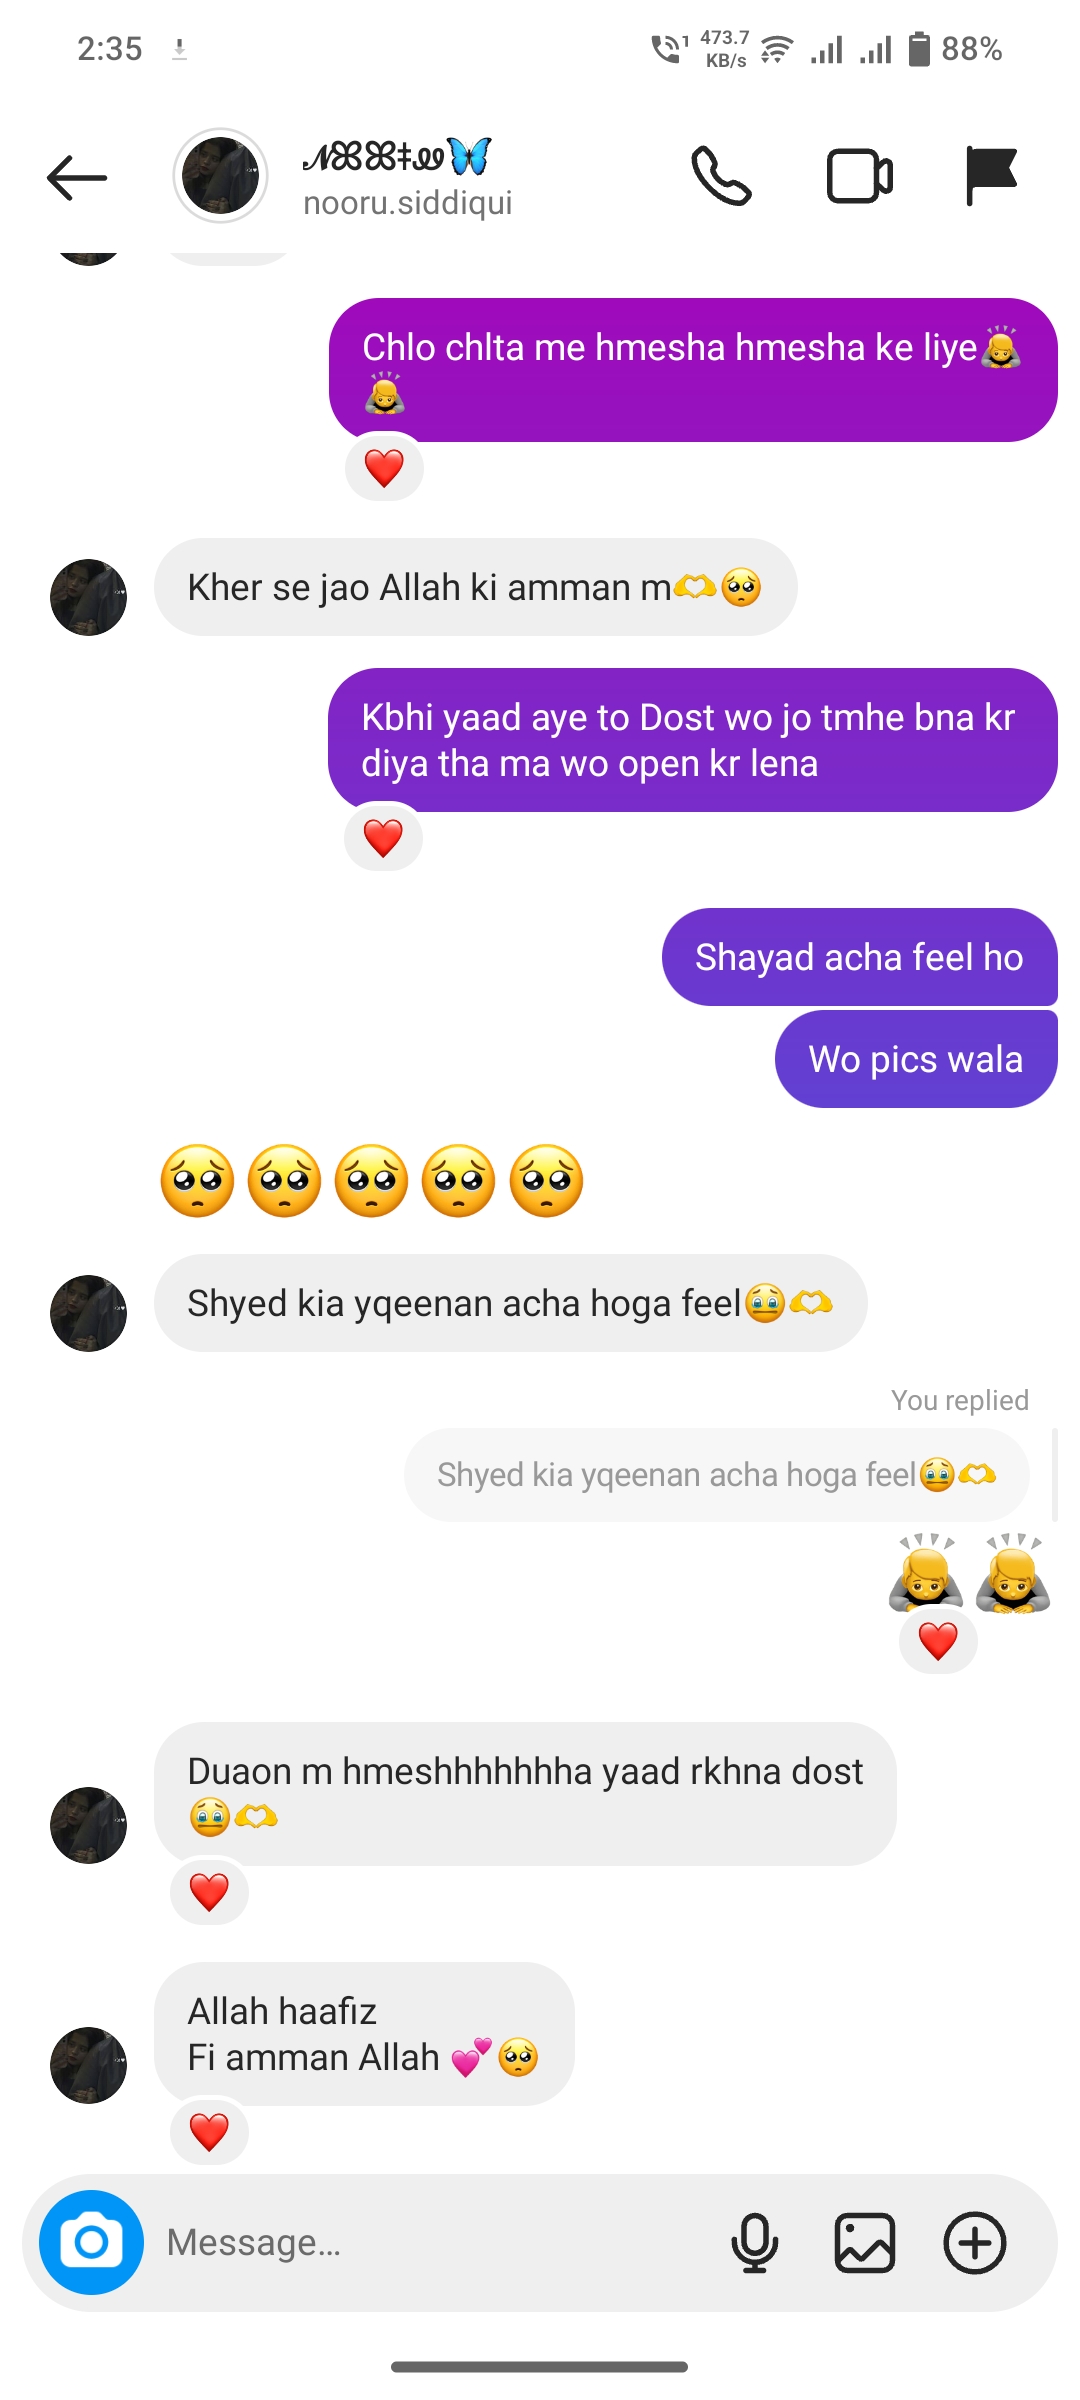 2:35
473.7
KB/s
88%
nooru.siddiqui
Chlo chlta me hmesha hmesha ke liye🙇
🙇
❤️
Kher se jao Allah ki amman m🫶🥺
Kbhi yaad aye to Dost wo jo tmhe bna kr
diya tha ma wo open kr lena
❤️
Shayad acha feel ho
Wo pics wala
🥺🥺🥺🥺🥺
Shyed kia yqeenan acha hoga feel🥹🫶
You replied
Shyed kia yqeenan acha hoga feel🥹🫶
🙇🙇
❤️
Duaon m hmeshhhhhhha yaad rkhna dost
🥹🫶
❤️
Allah haafiz
Fi amman Allah 💕🥺
❤️
Message...